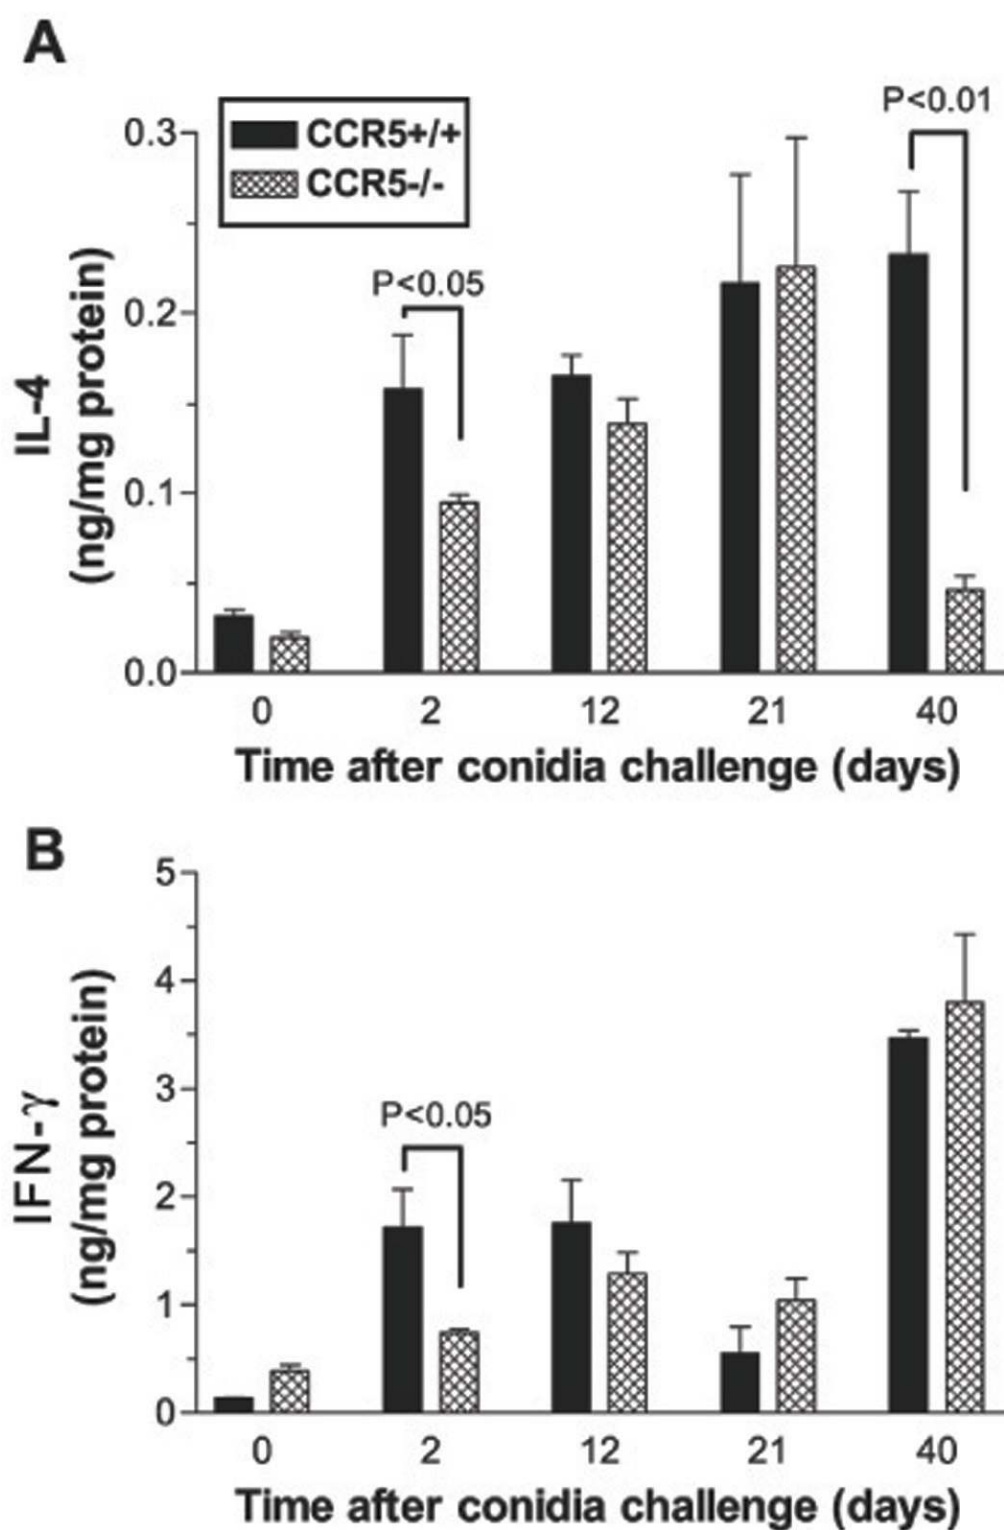 A
P<0.01
0.3
CCR5+/+
CCR5-/-
P<0.05
0.2
0.1
0.0
IL-4
(ng/mg protein)
0 2 12 21 40
Time after conidia challenge (days)
B
5
4
3
P<0.05
2
1
0
IFN-γ
(ng/mg protein)
0 2 12 21 40
Time after conidia challenge (days)